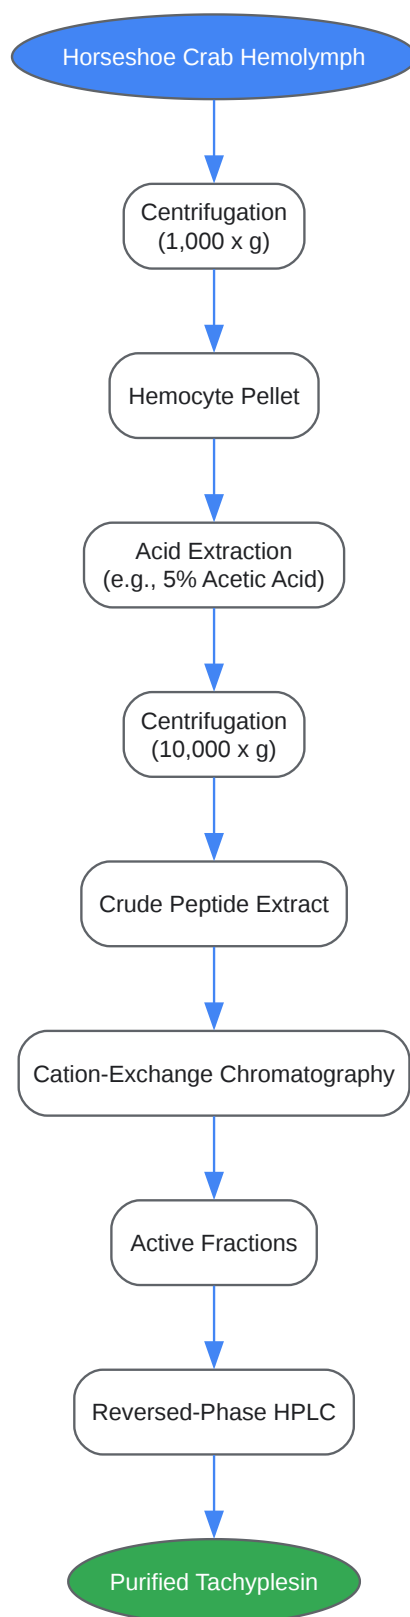 Horseshoe Crab Hemolymph
Centrifugation
(1,000 x g)
Hemocyte Pellet
Acid Extraction
(e.g., 5% Acetic Acid)
Centrifugation
(10,000 x g)
Crude Peptide Extract
Cation-Exchange Chromatography
Active Fractions
Reversed-Phase HPLC
Purified Tachyplesin